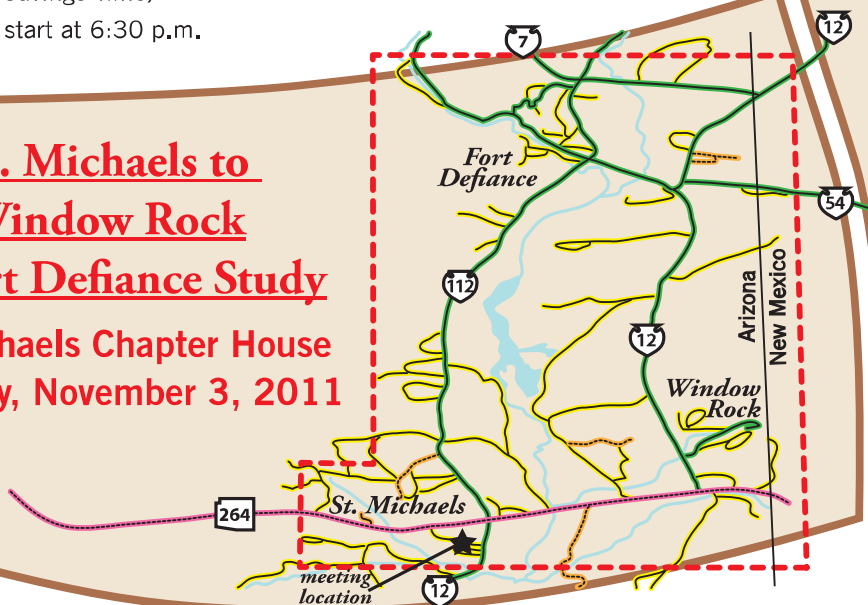 start at 6:30 p.m.
. Michaels to
Window Rock
rt Defiance Study
haels Chapter House
y, November 3, 2011
7
12
Fort
Defiance
54
112
Arizona
New Mexico
12
Window
Rock
264
St. Michaels
meeting
location
12